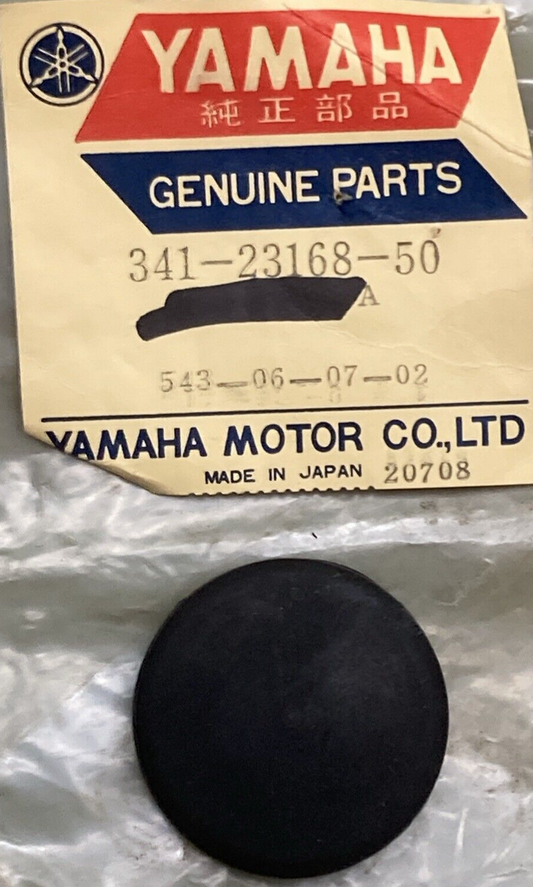 YAMAHA
純正部品
GENUINE PARTS
341-23168-50
A
543-06-07-02
YAMAHA MOTOR CO.,LTD
MADE IN JAPAN 20708